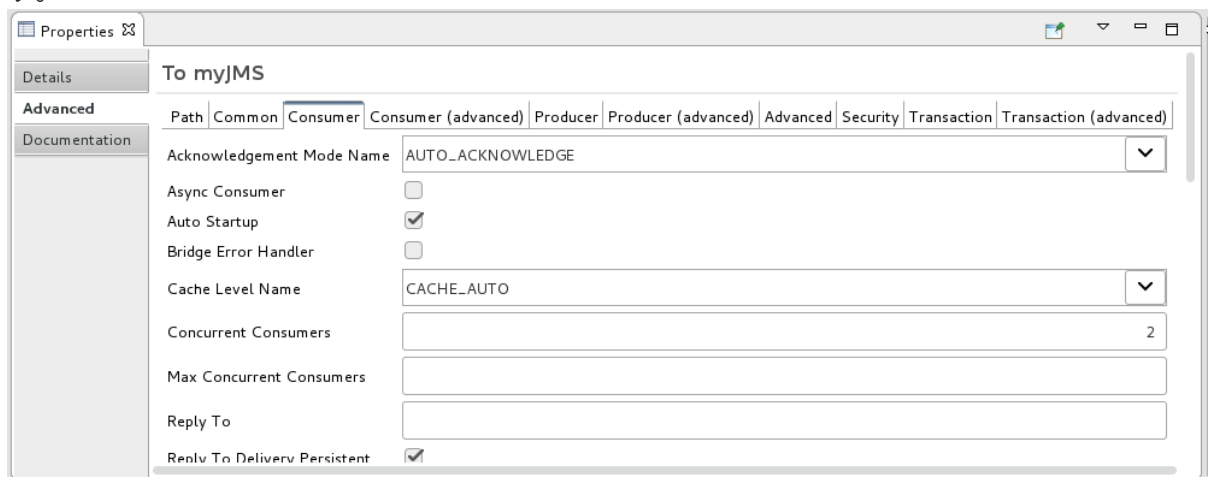 Properties
Details
Advanced
Documentation
To myJMS
Path Common Consumer Consumer (advanced) Producer Producer (advanced) Advanced Security Transaction Transaction (advanced)
Acknowledgement Mode Name AUTO_ACKNOWLEDGE
Async Consumer
Auto Startup
Bridge Error Handler
Cache Level Name CACHE_AUTO
Concurrent Consumers 2
Max Concurrent Consumers
Reply To
Reply To Delivery Persistent